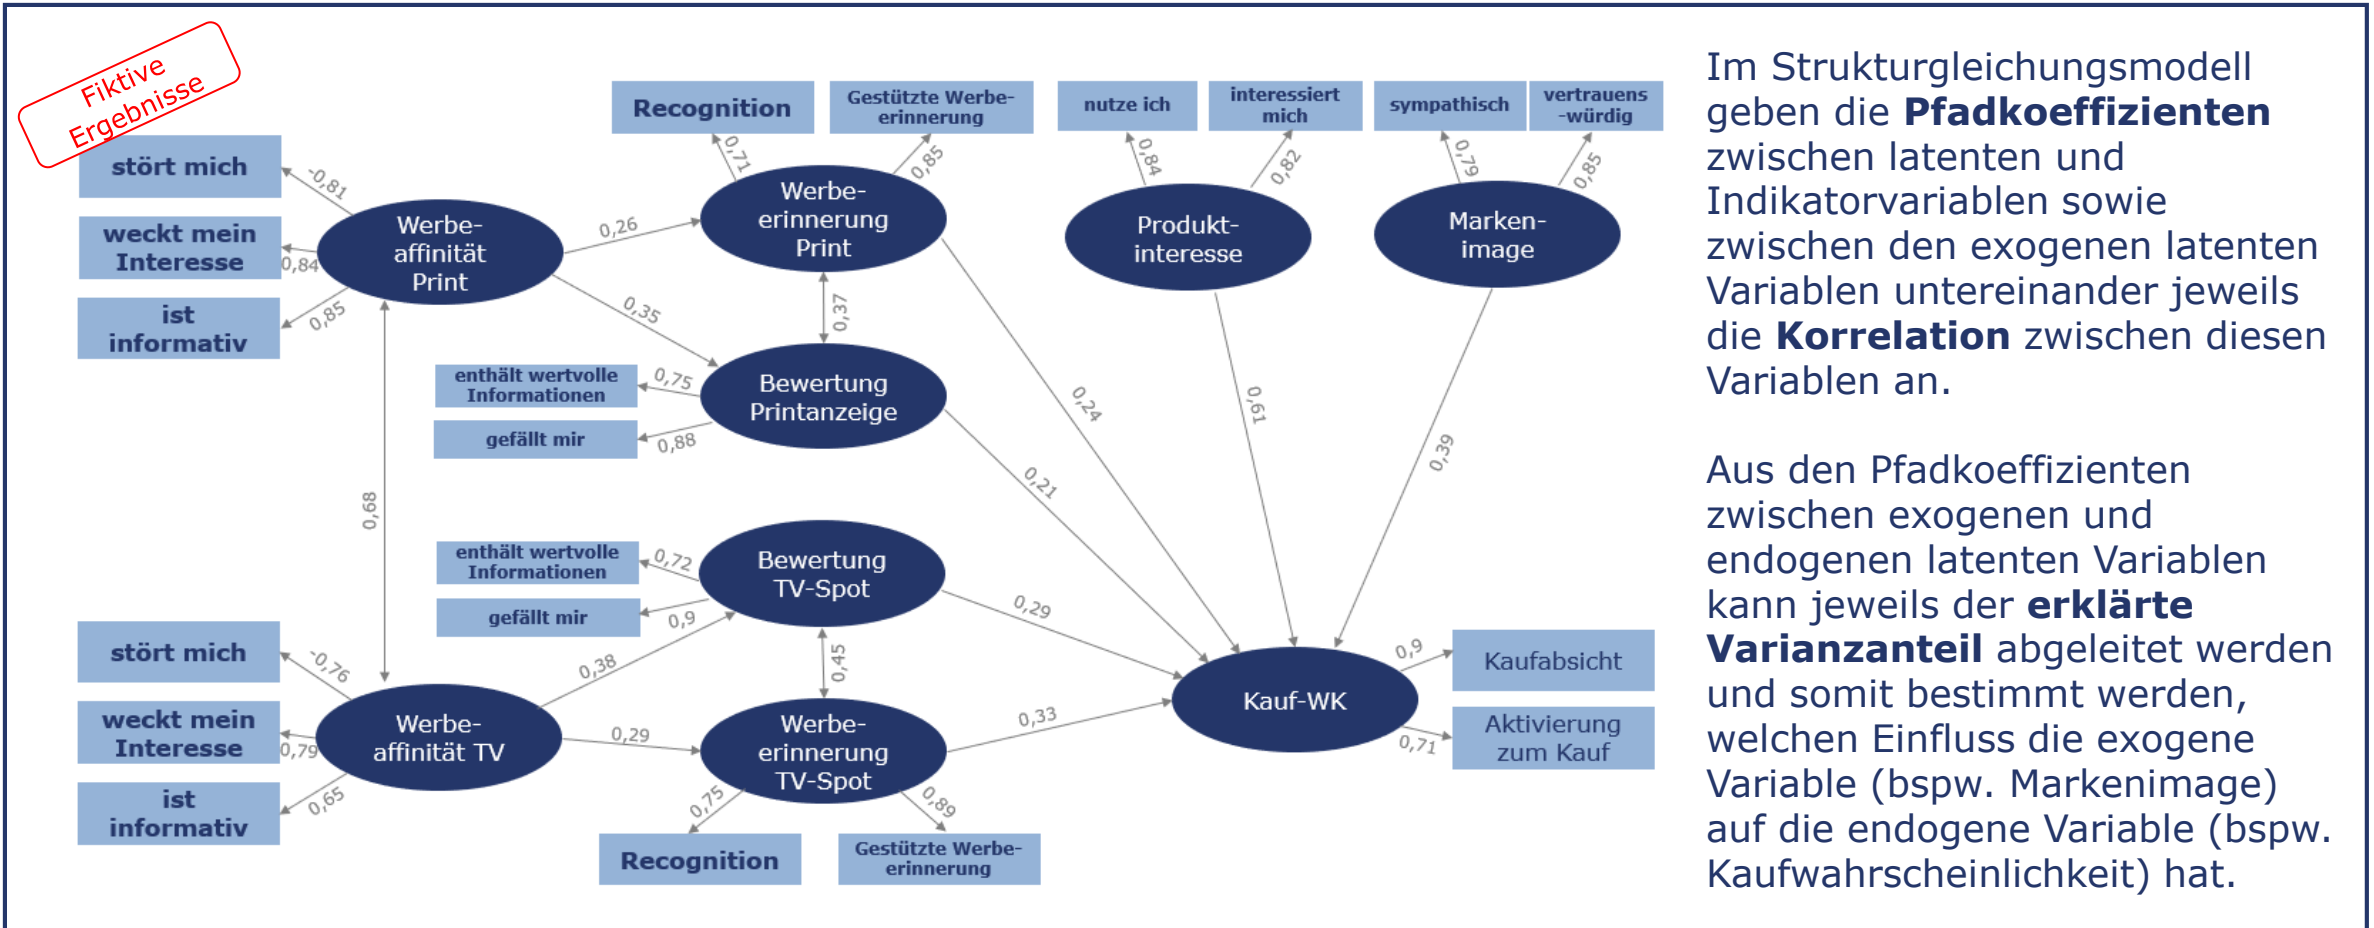 Fiktive
Ergebnisse
Recognition
Gestützte Werbe-
erinnerung
nutze ich
interessiert
mich
sympathisch
vertrauens
-würdig
0,71
0,85
0,84
0,82
0,79
0,85
stört mich
-0,81
weckt mein
Interesse
0,84
ist
informativ
0,85
Werbe-
affinität
Print
0,26
0,35
Werbe-
erinnerung
Print
Produkt-
interesse
Marken-
image
0,37
enthält wertvolle
Informationen
0,75
gefällt mir
0,88
Bewertung
Printanzeige
0,24
0,61
0,39
0,21
0,68
enthält wertvolle
Informationen
0,72
gefällt mir
0,9
Bewertung
TV-Spot
0,29
0,45
0,38
stört mich
-0,76
weckt mein
Interesse
0,79
ist
informativ
0,65
Werbe-
affinität TV
0,29
Werbe-
erinnerung
TV-Spot
0,33
0,75
0,89
Recognition
Gestützte Werbe-
erinnerung
Kauf-WK
0,9
Kaufabsicht
0,71
Aktivierung
zum Kauf
Im Strukturgleichungsmodell
geben die Pfadkoeffizienten
zwischen latenten und
Indikatorvariablen sowie
zwischen den exogenen latenten
Variablen untereinander jeweils
die Korrelation zwischen diesen
Variablen an.
Aus den Pfadkoeffizienten
zwischen exogenen und
endogenen latenten Variablen
kann jeweils der erklärte
Varianzanteil abgeleitet werden
und somit bestimmt werden,
welchen Einfluss die exogene
Variable (bspw. Markenimage)
auf die endogene Variable (bspw.
Kaufwahrscheinlichkeit) hat.